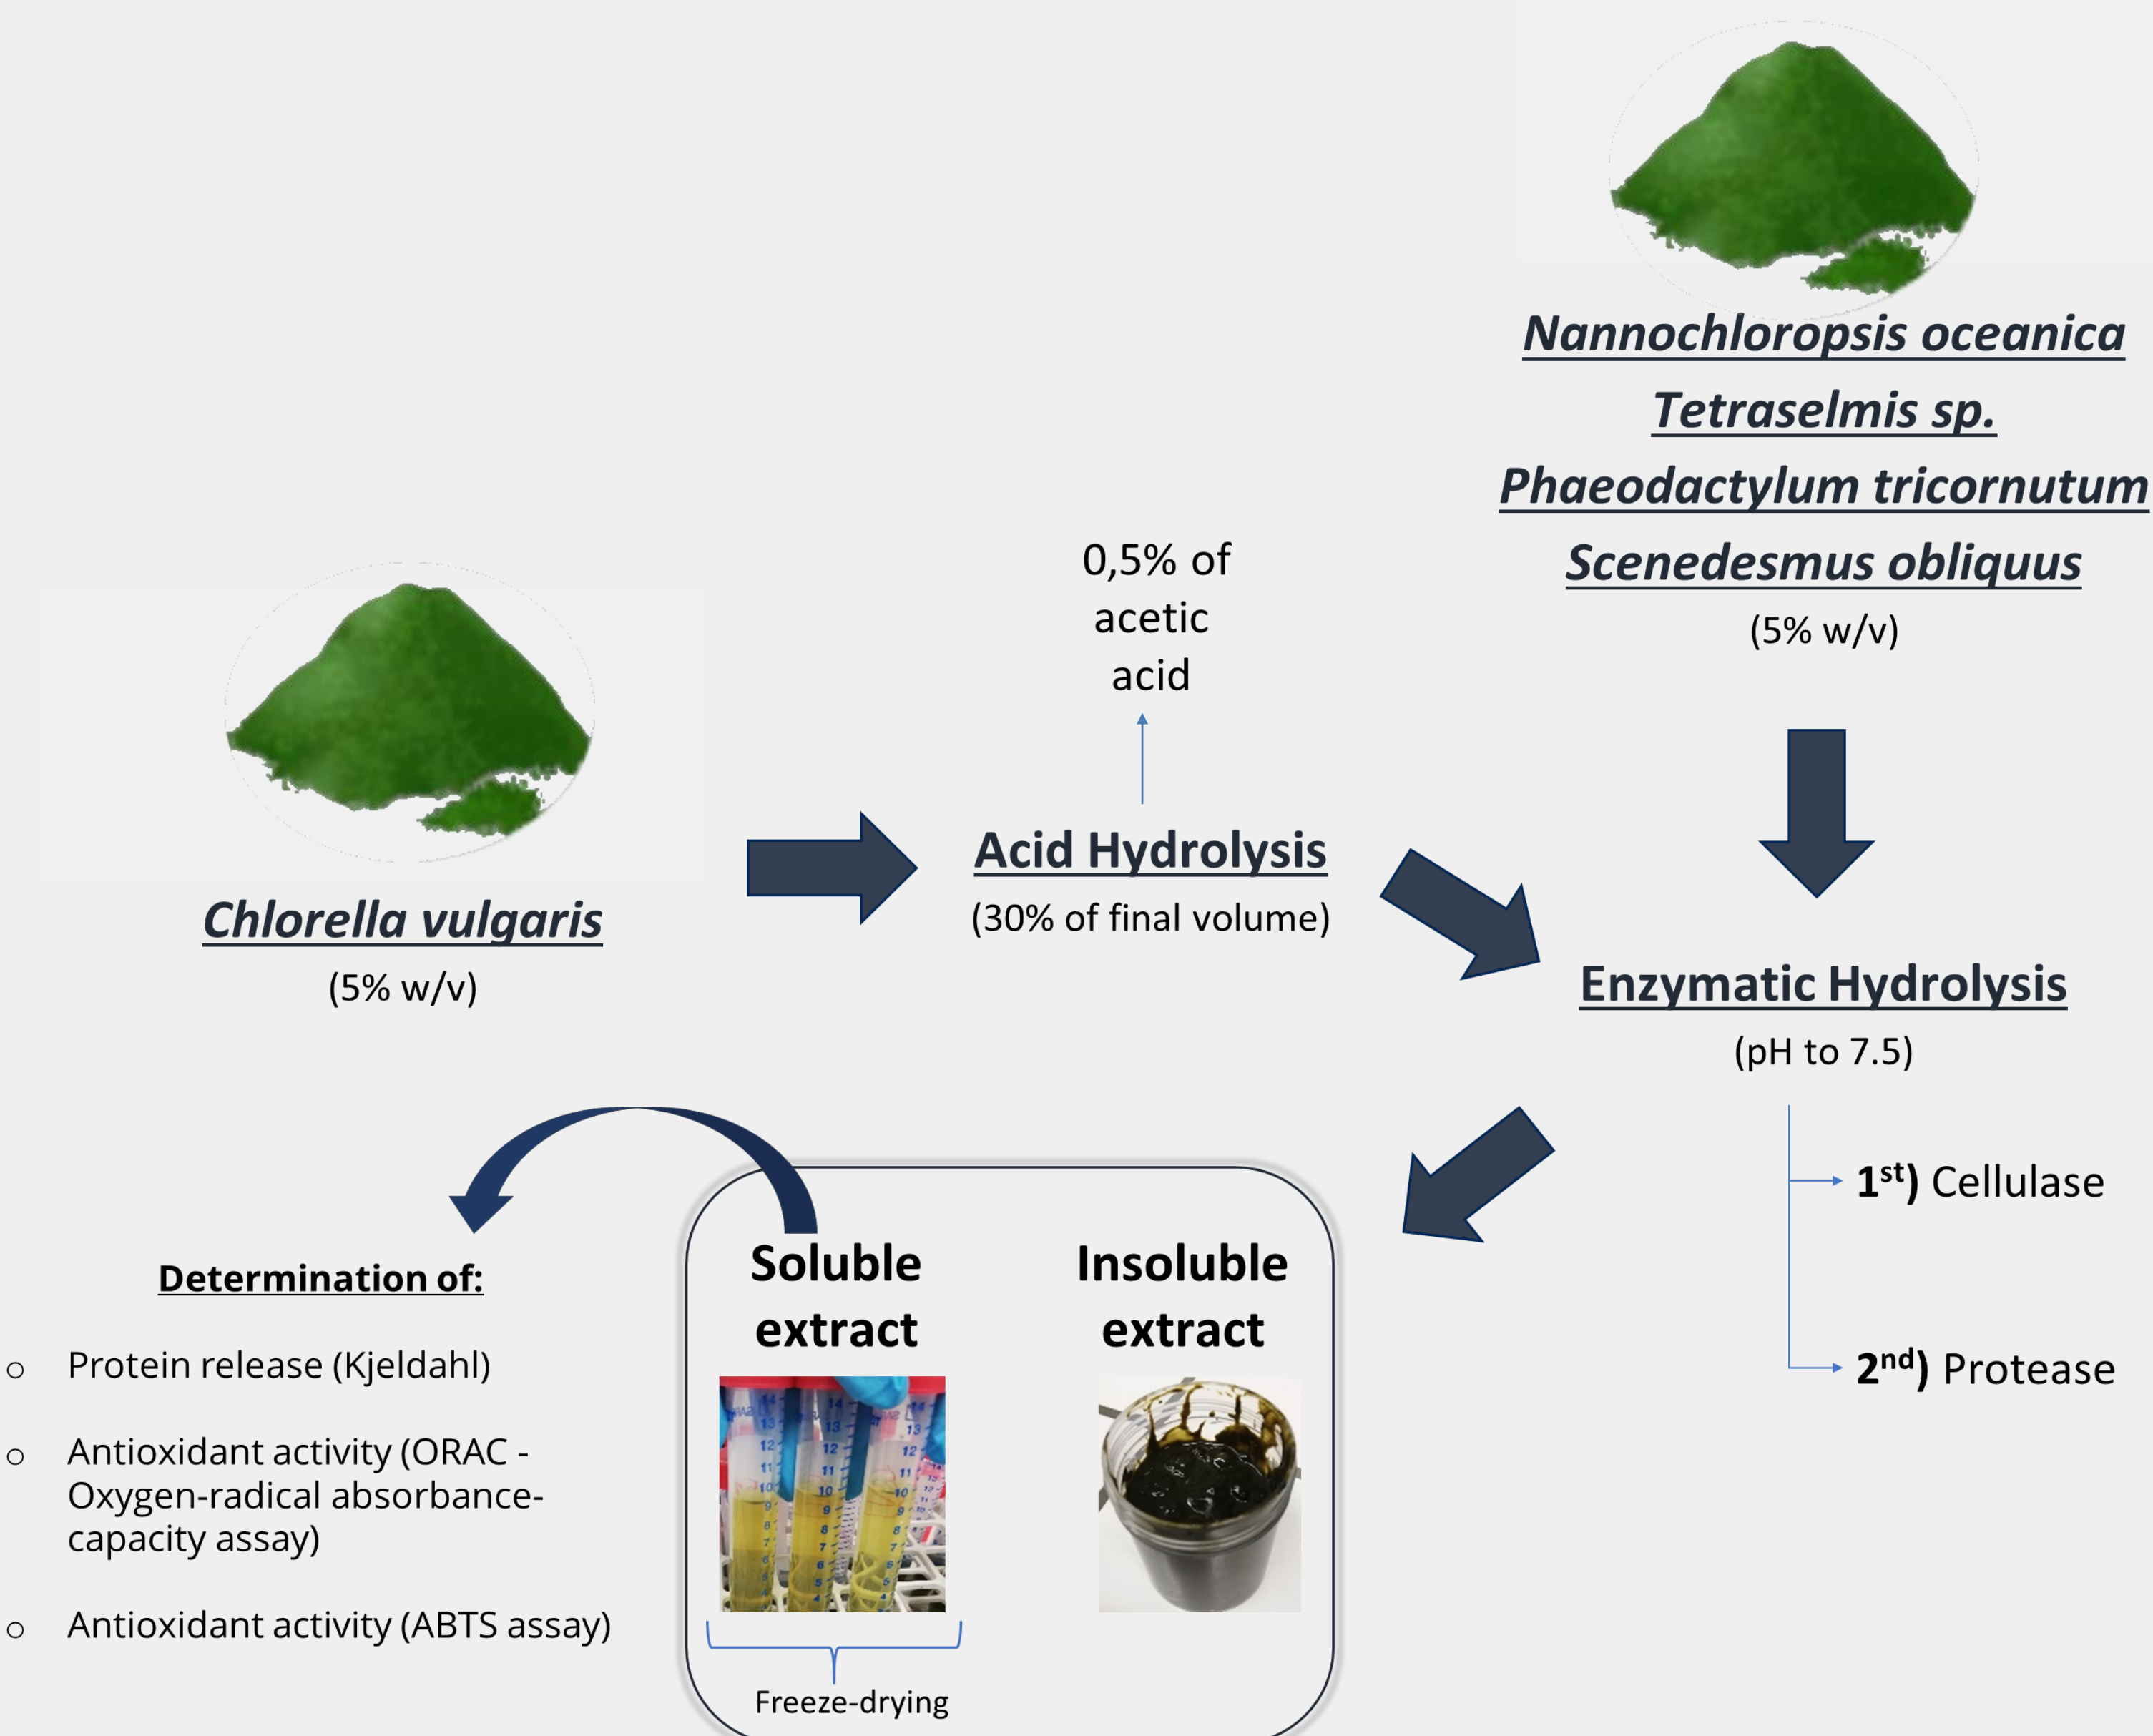 Nannochloropsis oceanica
Tetraselmis sp.
Phaeodactylum tricornutum
Scenedesmus obliquus
(5% w/v)
0,5% of
acetic
acid
Chlorella vulgaris
(5% w/v)
Acid Hydrolysis
(30% of final volume)
Enzymatic Hydrolysis
(pH to 7.5)
1st) Cellulase
2nd) Protease
Soluble
extract
Insoluble
extract
Freeze-drying
Determination of:
○ Protein release (Kjeldahl)
○ Antioxidant activity (ORAC -
Oxygen-radical absorbance-
capacity assay)
○ Antioxidant activity (ABTS assay)